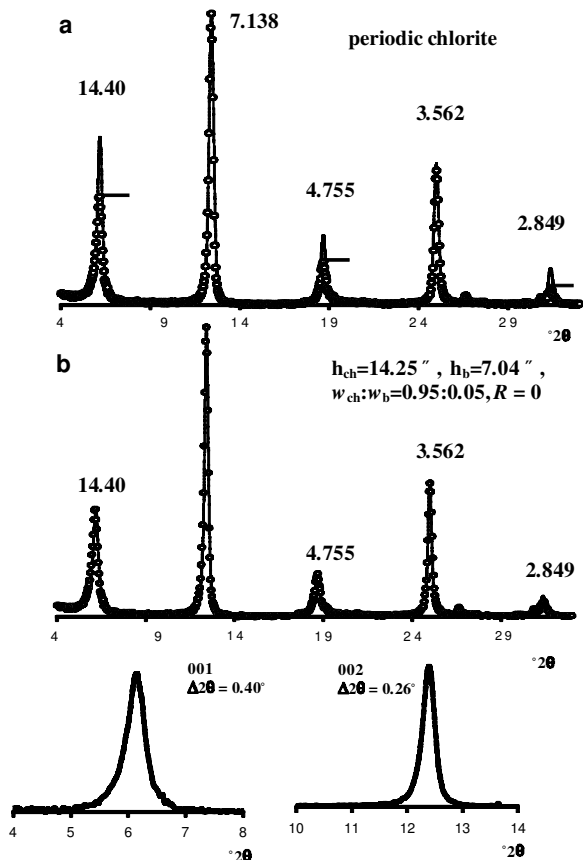 a
periodic chlorite
14.40
7.138
4.755
3.562
2.849
4 9 14 19 24 29
°2θ
b
h_ch=14.25 ″ , h_b=7.04 ″ ,
w_ch:w_b=0.95:0.05, R = 0
14.40
4.755
3.562
2.849
4 9 14 19 24 29
°2θ
001
Δ2θ = 0.40°
4 5 6 7 8
°2θ
002
Δ2θ = 0.26°
10 11 12 13 14
°2θ